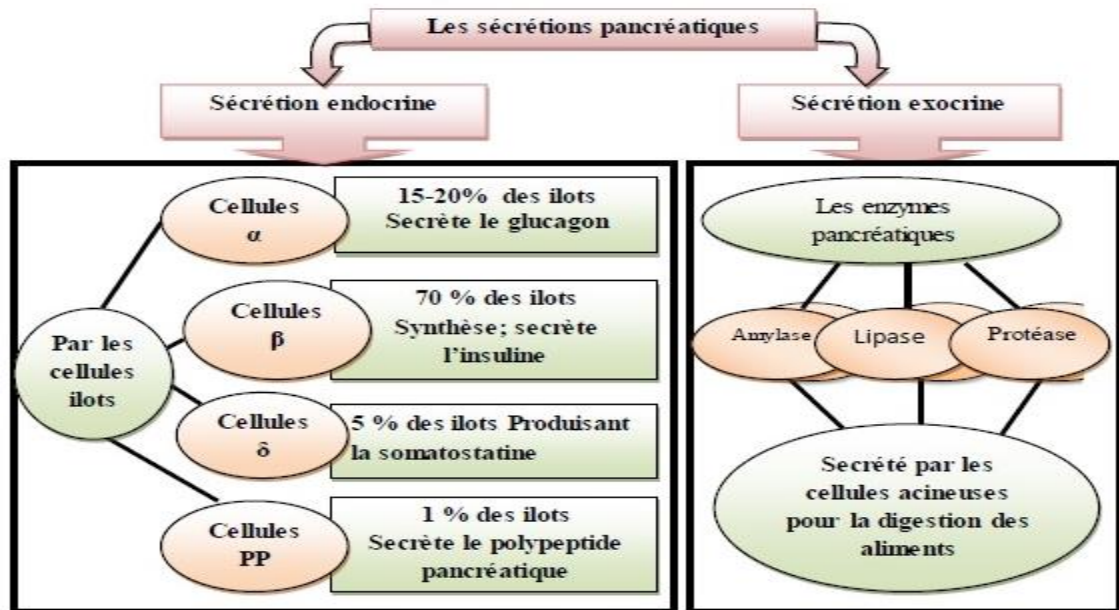 Les sécrétions pancréatiques
Sécrétion endocrine
Sécrétion exocrine
Par les
cellules
ilots
Cellules
α
15-20% des ilots
Secrète le glucagon
Cellules
β
70 % des ilots
Synthèse; secrète
l’insuline
Cellules
δ
5 % des ilots Produisant
la somatostatine
Cellules
PP
1 % des ilots
Secrète le polypeptide
pancréatique
Les enzymes
pancréatiques
Amylase
Lipase
Protéase
Secrété par les
cellules acineuses
pour la digestion des
aliments